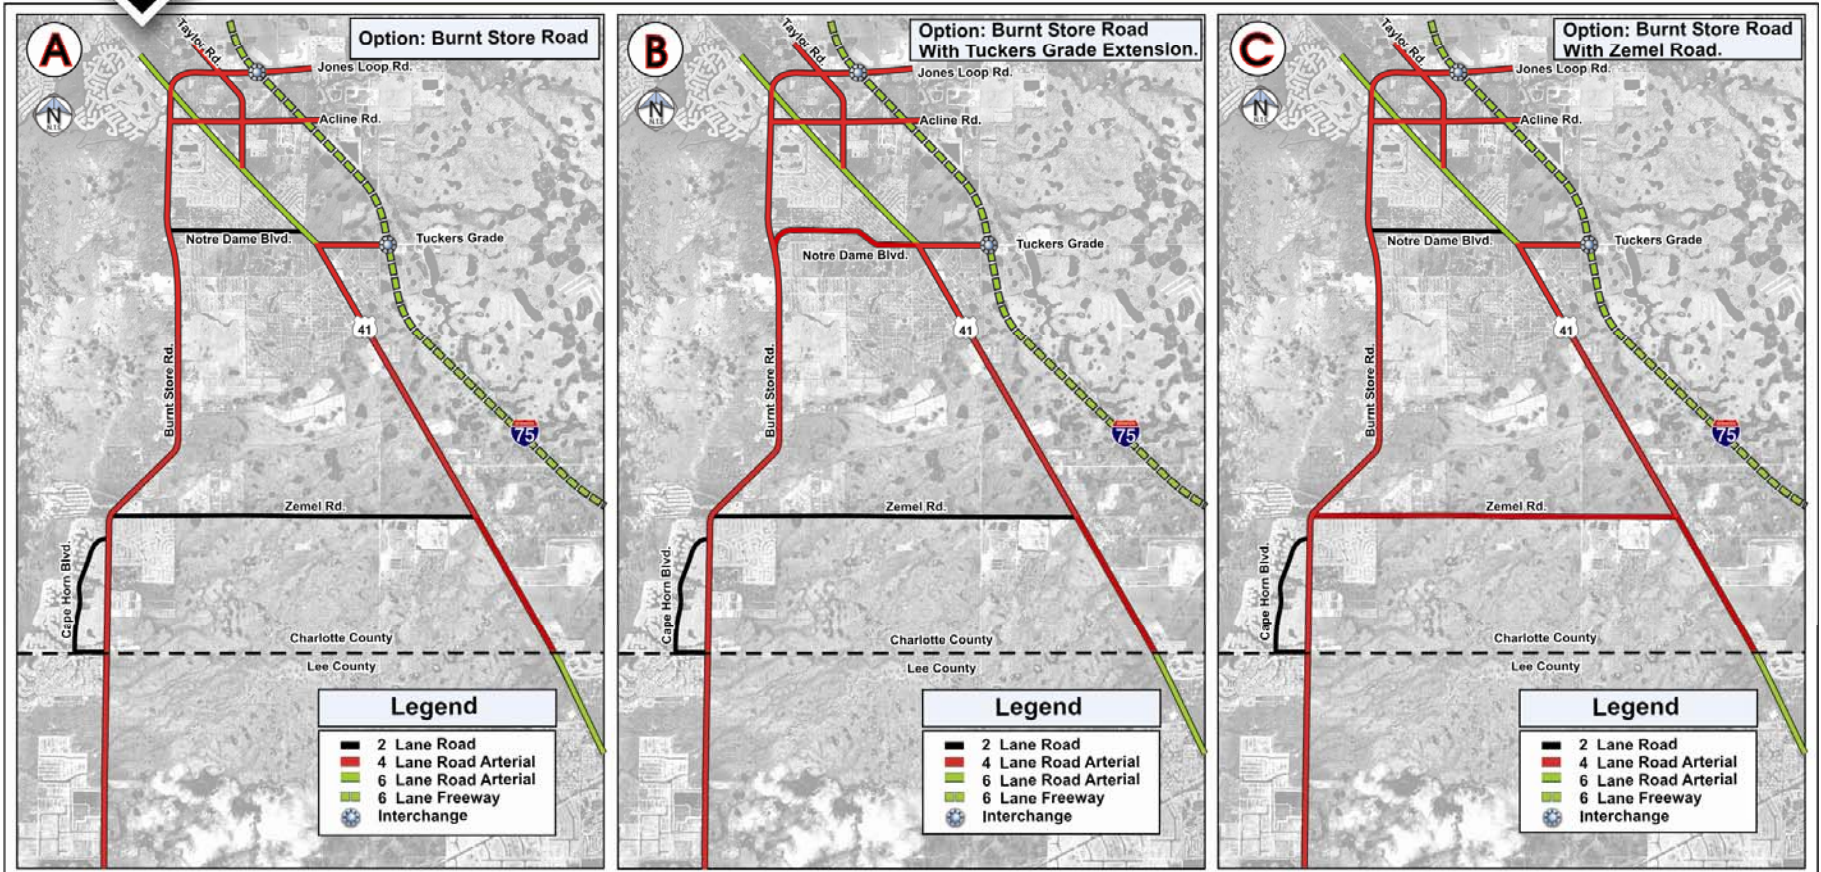 A
Option: Burnt Store Road
Taylor Rd.
Jones Loop Rd.
N
N.T.S.
Acline Rd.
Notre Dame Blvd.
Tuckers Grade
41
Burnt Store Rd.
75
Zemel Rd.
Cape Horn Blvd.
Charlotte County
Lee County
Legend
2 Lane Road
4 Lane Road Arterial
6 Lane Road Arterial
6 Lane Freeway
Interchange
B
Option: Burnt Store Road
With Tuckers Grade Extension.
Taylor Rd.
Jones Loop Rd.
N
N.T.S.
Acline Rd.
Tuckers Grade
Notre Dame Blvd.
41
Burnt Store Rd.
75
Zemel Rd.
Cape Horn Blvd.
Charlotte County
Lee County
Legend
2 Lane Road
4 Lane Road Arterial
6 Lane Road Arterial
6 Lane Freeway
Interchange
C
Option: Burnt Store Road
With Zemel Road.
Taylor Rd.
Jones Loop Rd.
N
N.T.S.
Acline Rd.
Notre Dame Blvd.
Tuckers Grade
41
Burnt Store Rd.
75
Zemel Rd.
Cape Horn Blvd.
Charlotte County
Lee County
Legend
2 Lane Road
4 Lane Road Arterial
6 Lane Road Arterial
6 Lane Freeway
Interchange